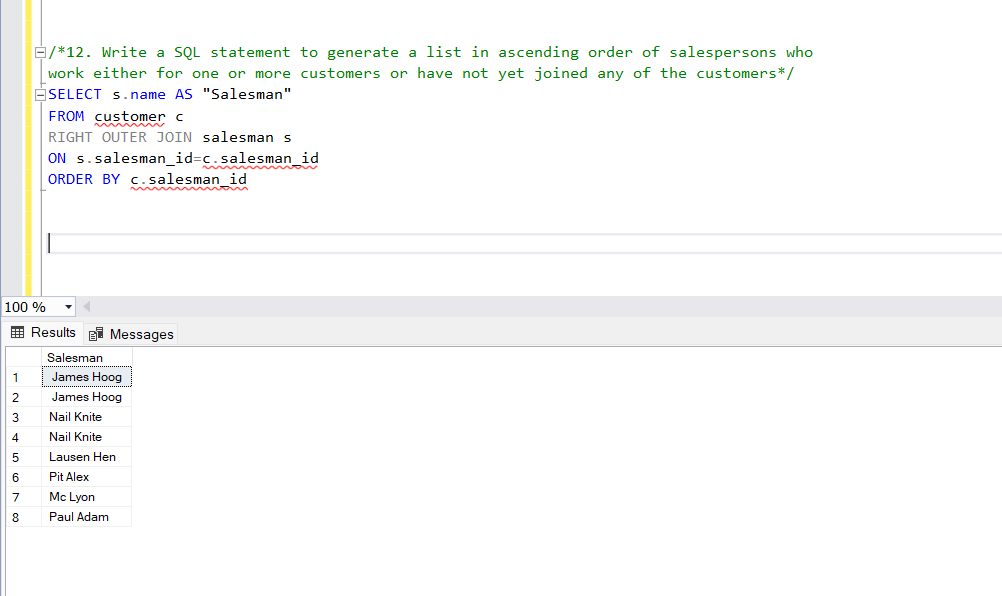 /*12. Write a SQL statement to generate a list in ascending order of salespersons who
work either for one or more customers or have not yet joined any of the customers*/
SELECT s.name AS "Salesman"
FROM customer c
RIGHT OUTER JOIN salesman s
ON s.salesman_id=c.salesman_id
ORDER BY c.salesman_id
100 %
Results Messages
Salesman
1 James Hoog
2 James Hoog
3 Nail Knite
4 Nail Knite
5 Lausen Hen
6 Pit Alex
7 Mc Lyon
8 Paul Adam